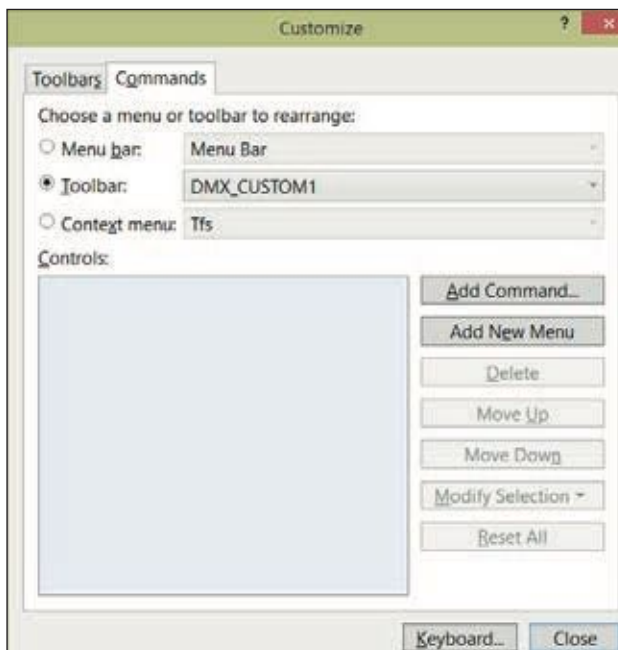 Customize ? ×
Toolbars Commands
Choose a menu or toolbar to rearrange:
Menu bar: Menu Bar
Toolbar: DMX_CUSTOM1
Context menu: Tfs
Controls:
Add Command...
Add New Menu
Delete
Move Up
Move Down
Modify Selection
Reset All
Keyboard... Close